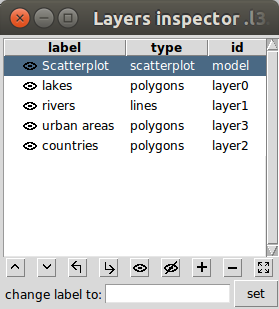 Layers inspector .l3
label type id
Scatterplot scatterplot model
lakes polygons layer0
rivers lines layer1
urban areas polygons layer3
countries polygons layer2
change label to: set